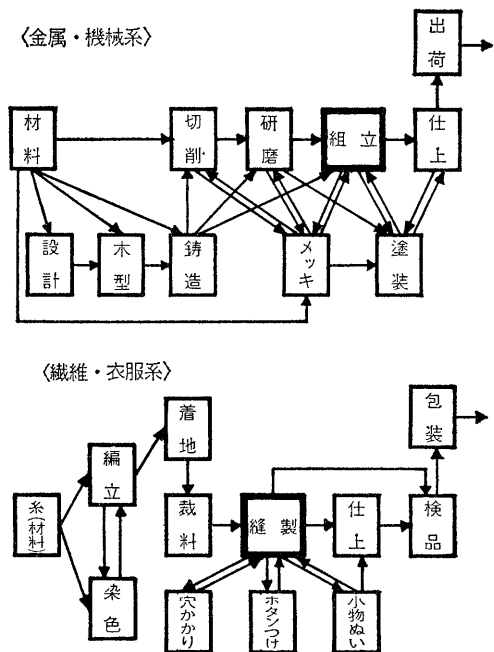 〈金属・機械系〉
出荷
材料
切削
研磨
組立
仕上
設計
木型
鋳造
メッキ
塗装
〈繊維・衣服系〉
着地
包装
編立
糸(材料)
裁料
縫製
仕上
検品
染色
穴かかり
ボタンつけ
小物ぬい